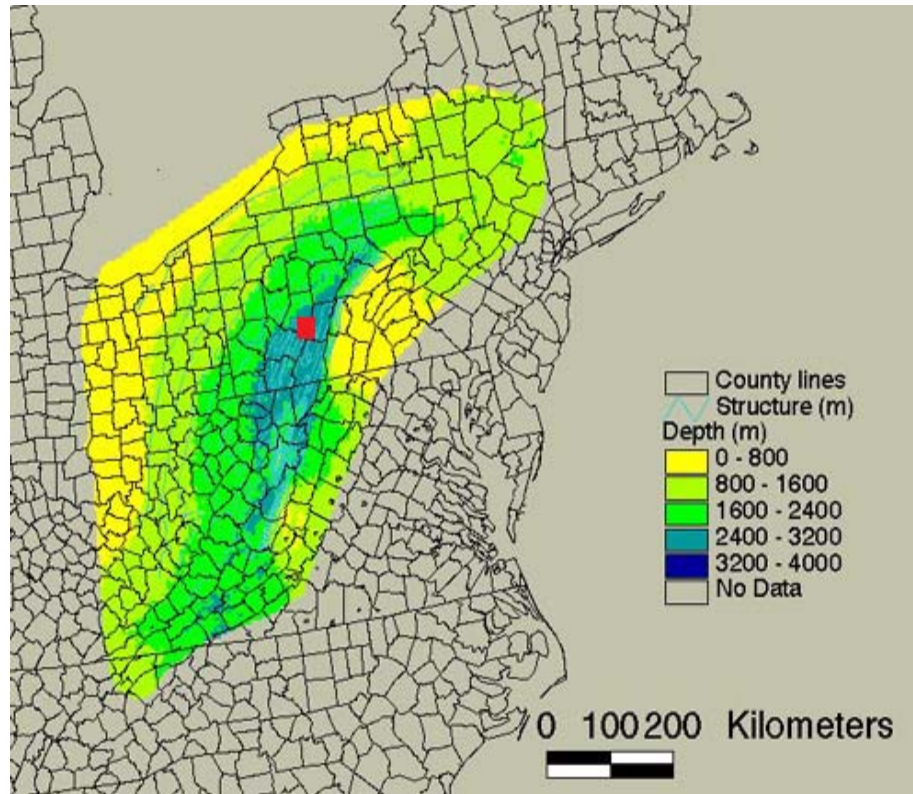 County lines
Structure (m)
Depth (m)
0 - 800
800 - 1600
1600 - 2400
2400 - 3200
3200 - 4000
No Data
0 100 200 Kilometers